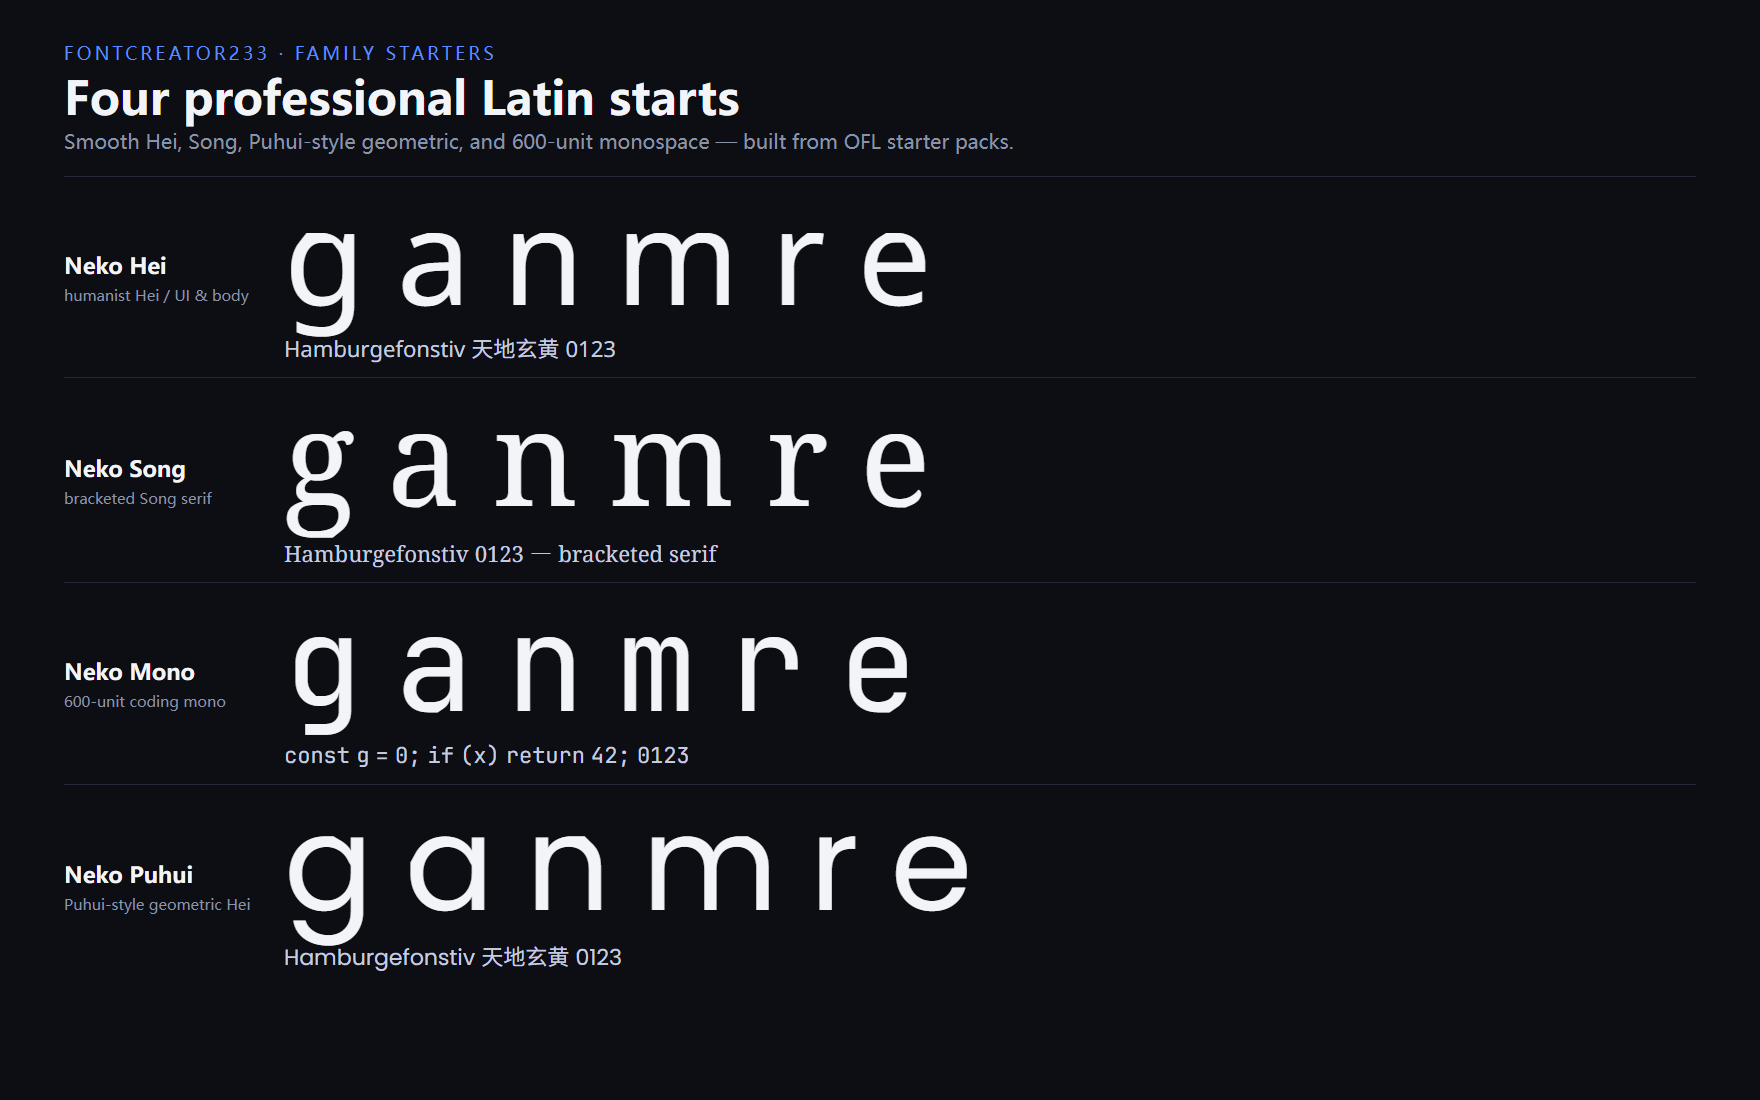 FONTCREATOR233 · FAMILY STARTERS
Four professional Latin starts
Smooth Hei, Song, Puhui-style geometric, and 600-unit monospace — built from OFL starter packs.
Neko Hei
humanist Hei / UI & body
g a n m r e
Hamburgefonstiv 天地玄黄 0123
Neko Song
bracketed Song serif
g a n m r e
Hamburgefonstiv 0123 — bracketed serif
Neko Mono
600-unit coding mono
g a n m r e
const g = 0; if (x) return 42; 0123
Neko Puhui
Puhui-style geometric Hei
g a n m r e
Hamburgefonstiv 天地玄黄 0123